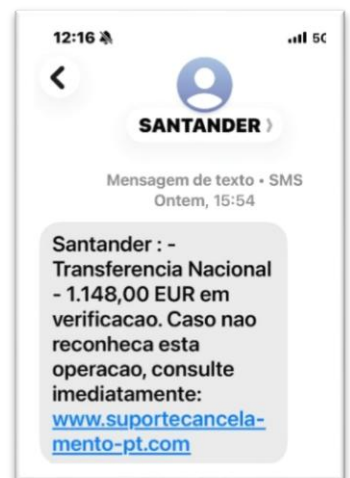 12:16
5G
SANTANDER
Mensagem de texto • SMS
Ontem, 15:54
Santander : -
Transferencia Nacional
- 1.148,00 EUR em
verificacao. Caso nao
reconheca esta
operacao, consulte
imediatamente:
www.suportecancela-
mento-pt.com